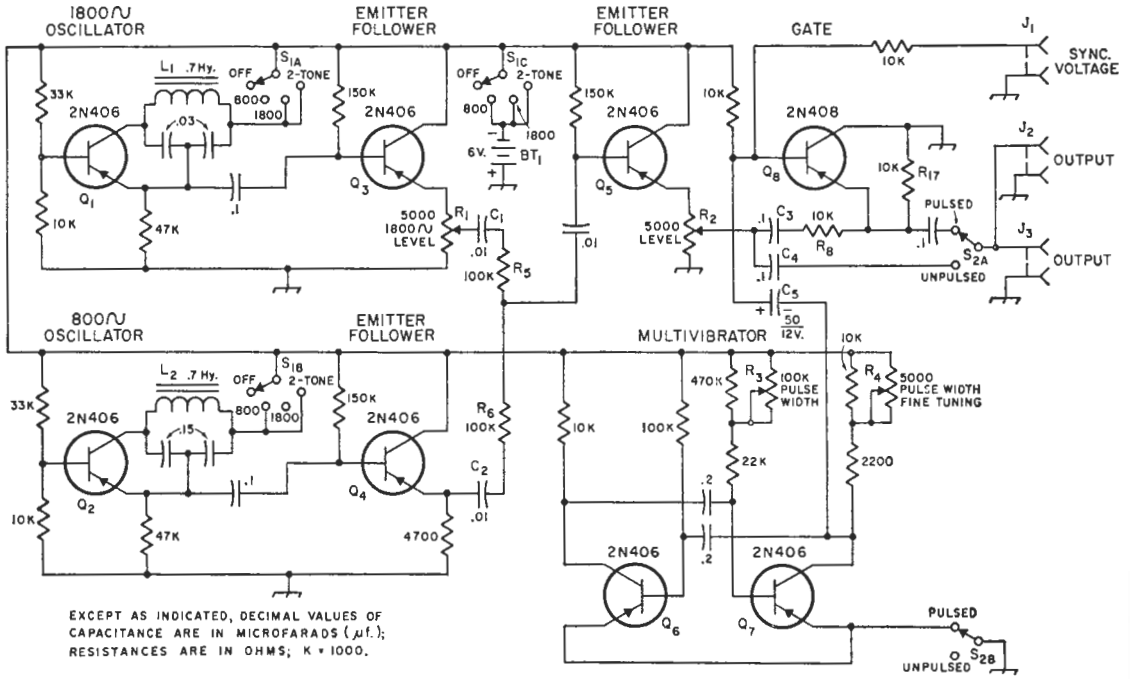 1800~
OSCILLATOR
EMITTER
FOLLOWER
EMITTER
FOLLOWER
GATE
J1
SYNC.
VOLTAGE
10K
33K
L1 .7Hy.
OFF
S1A
2-TONE
800
1800
2N406
.03
Q1
10K
47K
.1
150K
2N406
Q3
5000
1800~
LEVEL
R1
C1
.01
100K
R5
OFF
S1C
2-TONE
800
1800
6V.
-
+
BT1
150K
2N406
Q5
.01
5000
LEVEL
R2
10K
2N408
Q8
10K
R17
J2
OUTPUT
PULSED
J3
OUTPUT
.1
C3
10K
R8
.1
S2A
C4
.1
UNPULSED
C5
+
-
50
12V.
800~
OSCILLATOR
EMITTER
FOLLOWER
MULTIVIBRATOR
33K
L2 .7Hy.
OFF
S1B
2-TONE
800
1800
2N406
.15
Q2
10K
47K
.1
150K
2N406
Q4
4700
R6
100K
C2
.01
10K
100K
470K
R3
100K
PULSE
WIDTH
22K
10K
R4
5000
PULSE WIDTH
FINE TUNING
2200
.2
.2
2N406
Q6
2N406
Q7
PULSED
S2B
UNPULSED
EXCEPT AS INDICATED, DECIMAL VALUES OF
CAPACITANCE ARE IN MICROFARADS (µf.);
RESISTANCES ARE IN OHMS; K = 1000.